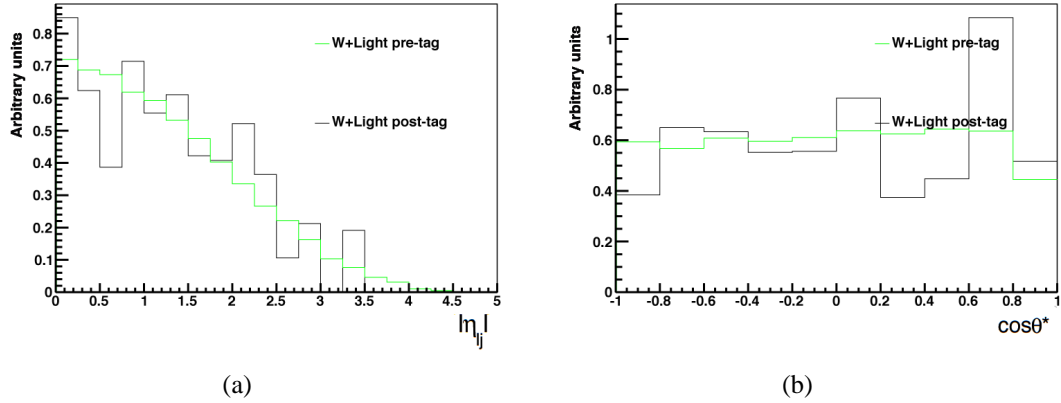 Arbitrary units
0.8
0.7
0.6
0.5
0.4
0.3
0.2
0.1
0
W+Light pre-tag
W+Light post-tag
0 0.5 1 1.5 2 2.5 3 3.5 4 4.5 5
|η_lj|
(a)
Arbitrary units
1
0.8
0.6
0.4
0.2
0
W+Light pre-tag
W+Light post-tag
-1 -0.8 -0.6 -0.4 -0.2 0 0.2 0.4 0.6 0.8 1
cosθ*
(b)